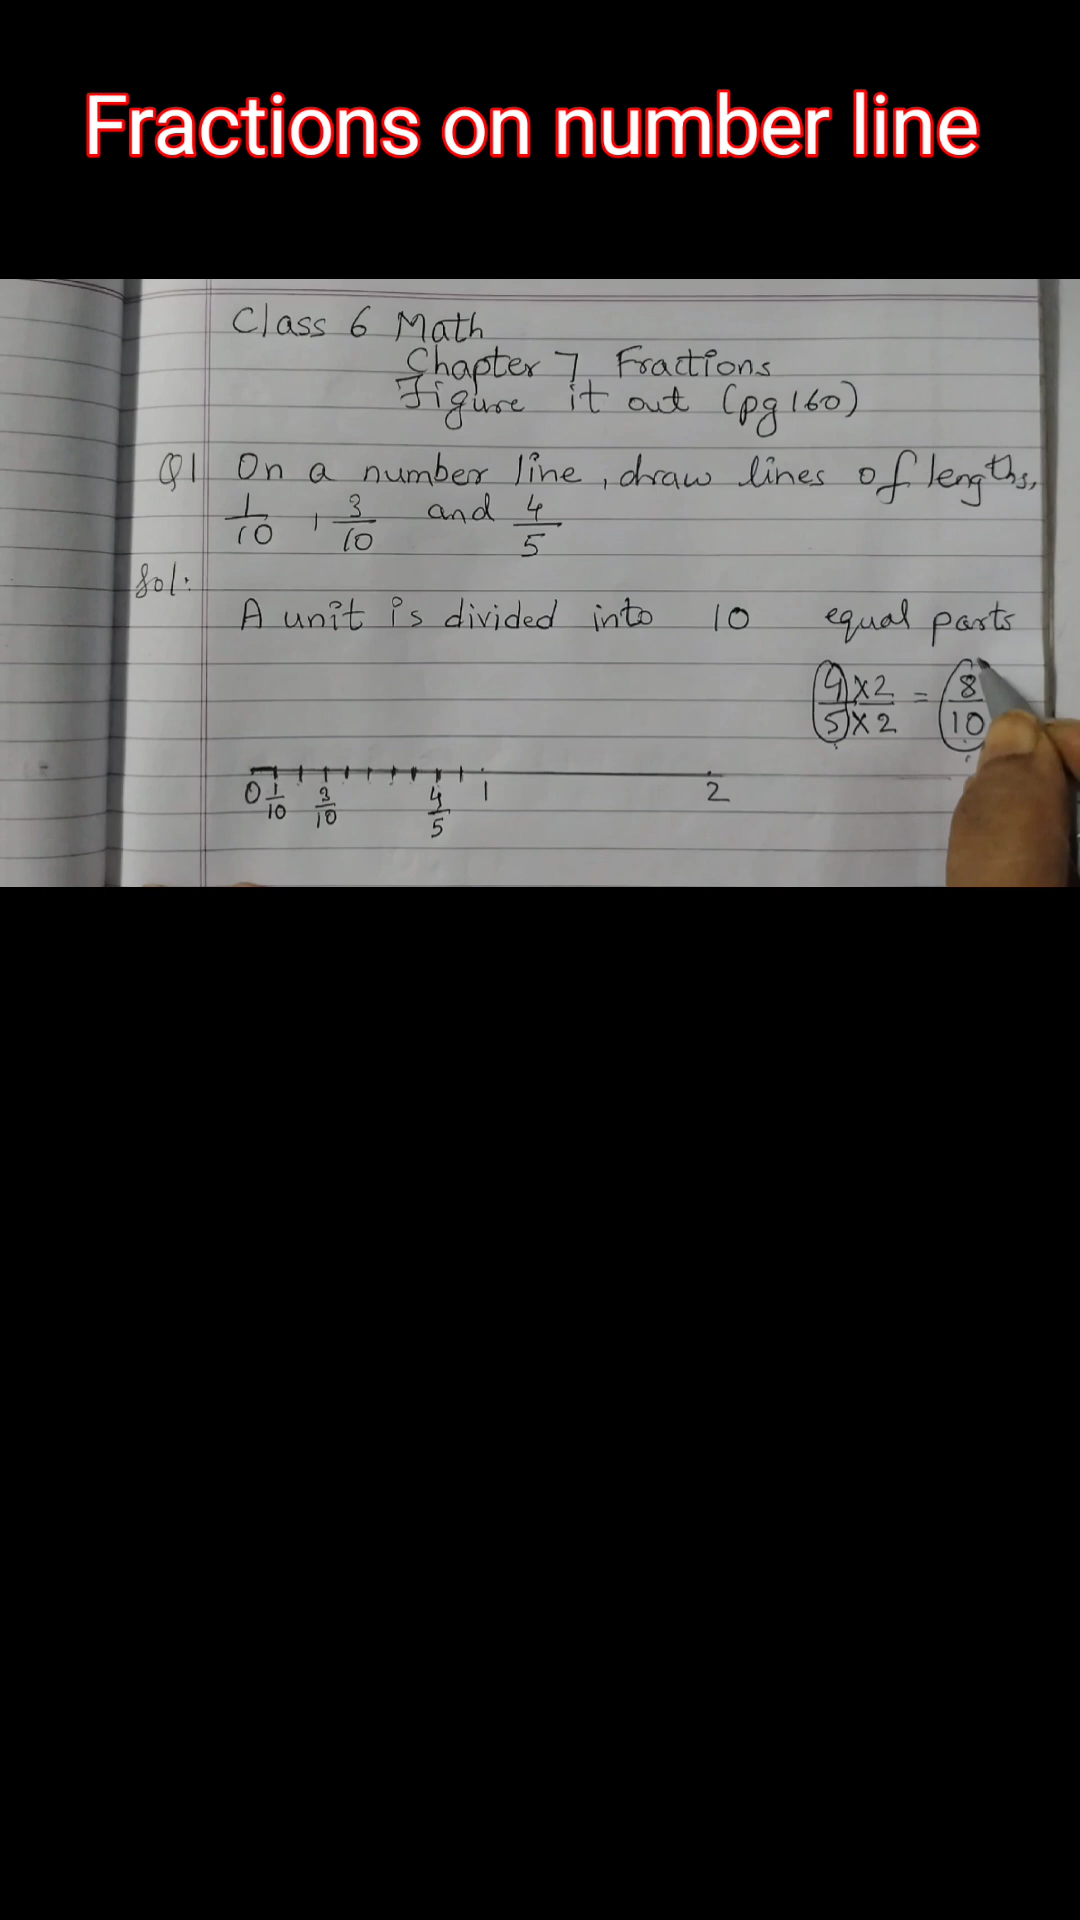 Fractions on number line
Class 6 Math
Chapter 7 Fractions
Figure it out (pg 160)
Q1 On a number line, draw lines of lengths,
1/10, 3/10 and 4/5
Sol:
A unit is divided into 10 equal parts
4×2/5×2 = 8/10
0 1/10 3/10 4/5 1 2